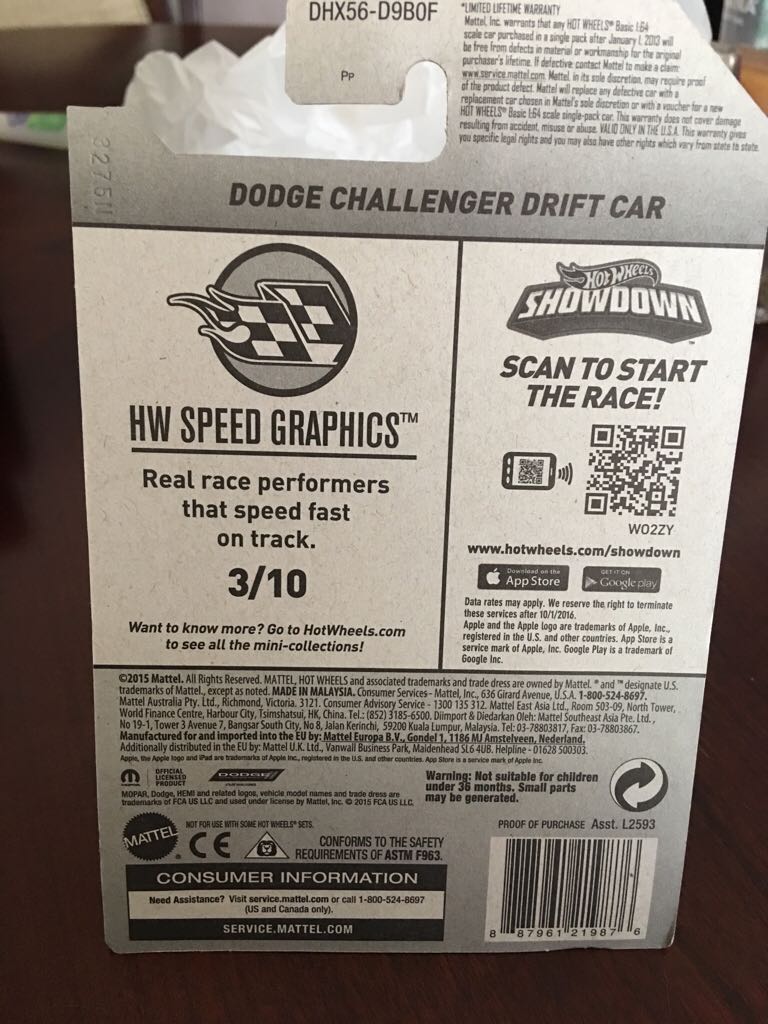 DHX56-D9B0F
Pp
*LIMITED LIFETIME WARRANTY
Mattel, Inc. warrants that any HOT WHEELS® Basic 1:64
scale car purchased in a single pack after January 1, 2013 will
be free from defects in material or workmanship for the original
purchaser's lifetime. If defective contact Mattel to make a claim:
www.service.mattel.com. Mattel, in its sole discretion, may require proof
of the product defect. Mattel will replace any defective car with a
replacement car chosen in Mattel's sole discretion or with a voucher for a new
HOT WHEELS® Basic 1:64 scale single-pack car. This warranty does not cover damage
resulting from accident, misuse or abuse. VALID ONLY IN THE U.S.A. This warranty gives
you specific legal rights and you may also have other rights which vary from state to state.
DODGE CHALLENGER DRIFT CAR
HW SPEED GRAPHICS™
Real race performers
that speed fast
on track.
3/10
Want to know more? Go to HotWheels.com
to see all the mini-collections!
HOT WHEELS
SHOWDOWN™
SCAN TO START
THE RACE!
WO2ZY
www.hotwheels.com/showdown
Download on the
App Store
GET IT ON
Google play
Data rates may apply. We reserve the right to terminate
these services after 10/1/2016.
Apple and the Apple logo are trademarks of Apple, Inc.,
registered in the U.S. and other countries. App Store is a
service mark of Apple, Inc. Google Play is a trademark of
Google Inc.
©2015 Mattel. All Rights Reserved. MATTEL, HOT WHEELS and associated trademarks and trade dress are owned by Mattel. ® and ™ designate U.S.
trademarks of Mattel, except as noted. MADE IN MALAYSIA. Consumer Services - Mattel, Inc., 636 Girard Avenue, U.S.A. 1-800-524-8697.
Mattel Australia Pty. Ltd., Richmond, Victoria. 3121. Consumer Advisory Service - 1300 135 312. Mattel East Asia Ltd., Room 503-09, North Tower,
World Finance Centre, Harbour City, Tsimshatsui, HK, China. Tel.: (852) 3185-6500. Diimport & Diedarkan Oleh: Mattel Southeast Asia Pte. Ltd.,
No 19-1, Tower 3 Avenue 7, Bangsar South City, No 8, Jalan Kerinchi, 59200 Kuala Lumpur, Malaysia. Tel: 03-78803817, Fax: 03-78803867.
Manufactured for and imported into the EU by: Mattel Europa B.V., Gondel 1, 1186 MJ Amstelveen, Nederland.
Additionally distributed in the EU by: Mattel U.K. Ltd., Vanwall Business Park, Maidenhead SL6 4UB. Helpline - 01628 500303.
Apple, the Apple logo and iPad are trademarks of Apple Inc., registered in the U.S. and other countries. App Store is a service mark of Apple Inc.
MOPAR
OFFICIAL
LICENSED
PRODUCT
DODGE
MOPAR, Dodge, HEMI and related logos, vehicle model names and trade dress are
trademarks of FCA US LLC and used under license by Mattel, Inc. © 2015 FCA US LLC.
Warning: Not suitable for children
under 36 months. Small parts
may be generated.
MATTEL®
NOT FOR USE WITH SOME HOT WHEELS® SETS.
CE
CONFORMS TO THE SAFETY
REQUIREMENTS OF ASTM F963.
PROOF OF PURCHASE Asst. L2593
CONSUMER INFORMATION
Need Assistance? Visit service.mattel.com or call 1-800-524-8697
(US and Canada only).
SERVICE.MATTEL.COM
8 87961 21987 6